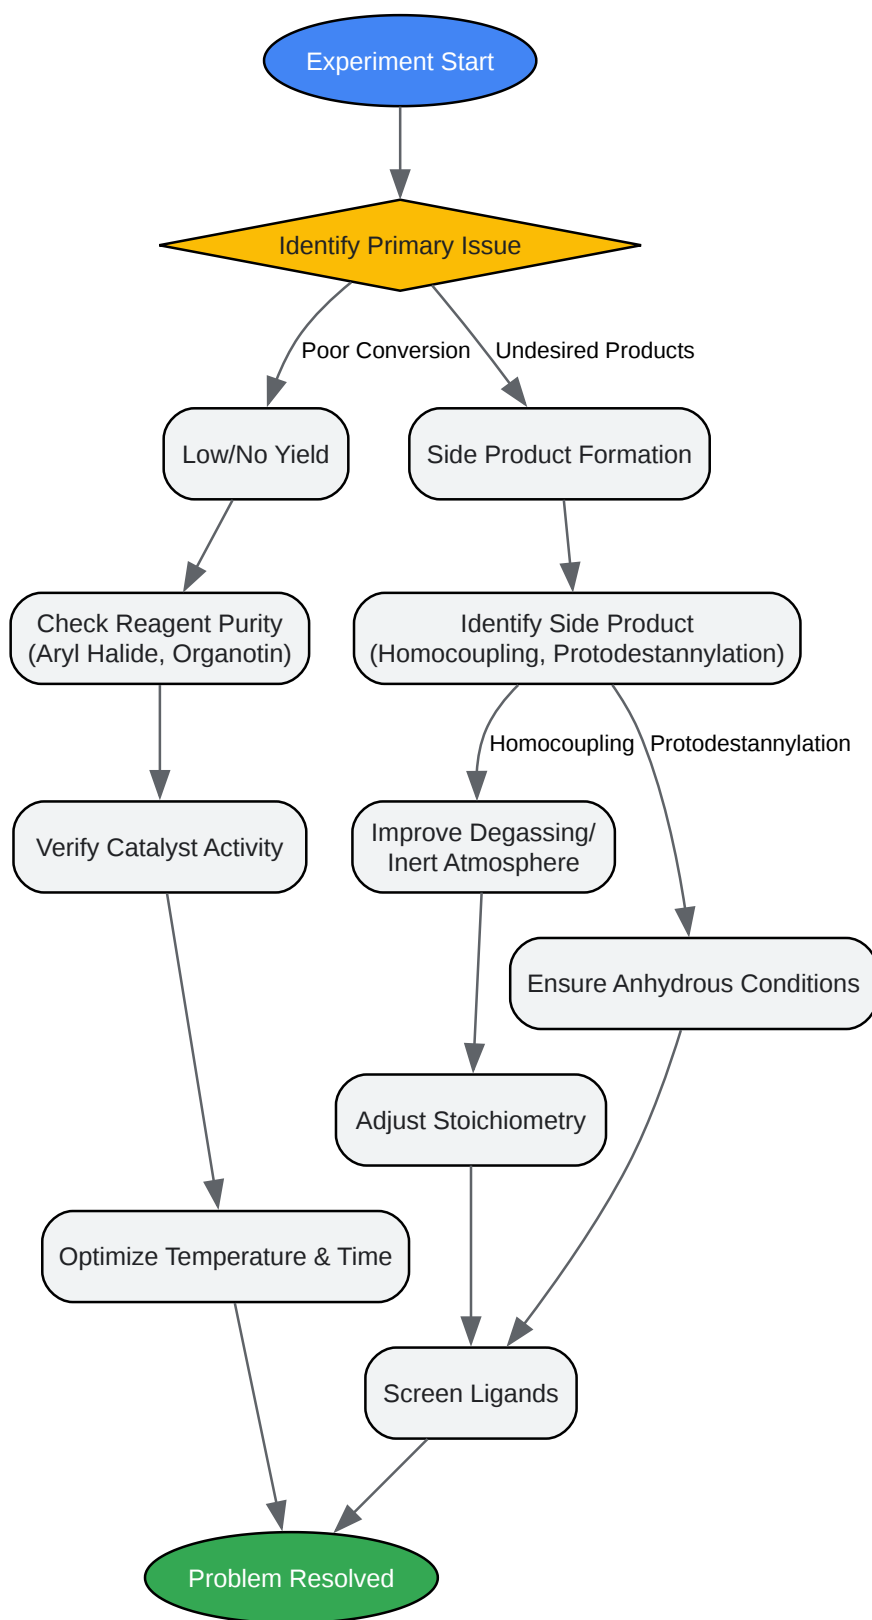 Experiment Start
Identify Primary Issue
Poor Conversion
Undesired Products
Low/No Yield
Side Product Formation
Check Reagent Purity
(Aryl Halide, Organotin)
Identify Side Product
(Homocoupling, Protodestannylation)
Homocoupling
Protodestannylation
Verify Catalyst Activity
Improve Degassing/
Inert Atmosphere
Ensure Anhydrous Conditions
Adjust Stoichiometry
Optimize Temperature & Time
Screen Ligands
Problem Resolved